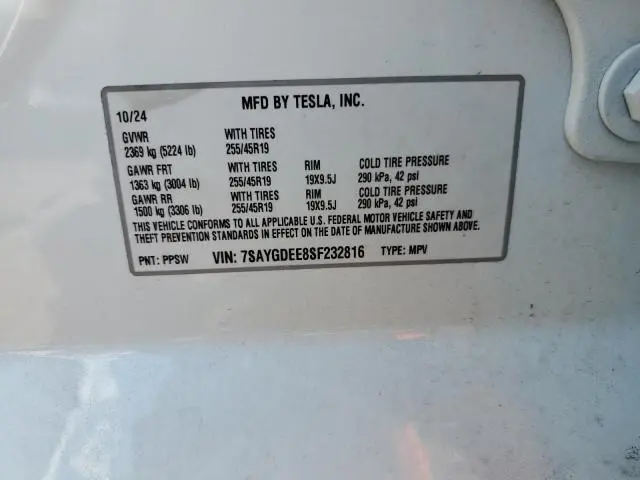 MFD BY TESLA, INC.
10/24
GVWR WITH TIRES
2369 kg (5224 lb) 255/45R19
GAWR FRT WITH TIRES RIM COLD TIRE PRESSURE
1363 kg (3004 lb) 255/45R19 19X9.5J 290 kPa, 42 psi
GAWR RR WITH TIRES RIM COLD TIRE PRESSURE
1500 kg (3306 lb) 255/45R19 19X9.5J 290 kPa, 42 psi
THIS VEHICLE CONFORMS TO ALL APPLICABLE U.S. FEDERAL MOTOR VEHICLE SAFETY AND
THEFT PREVENTION STANDARDS IN EFFECT ON THE DATE OF MANUFACTURE SHOWN ABOVE.
PNT: PPSW VIN: 7SAYGDEE8SF232816 TYPE: MPV